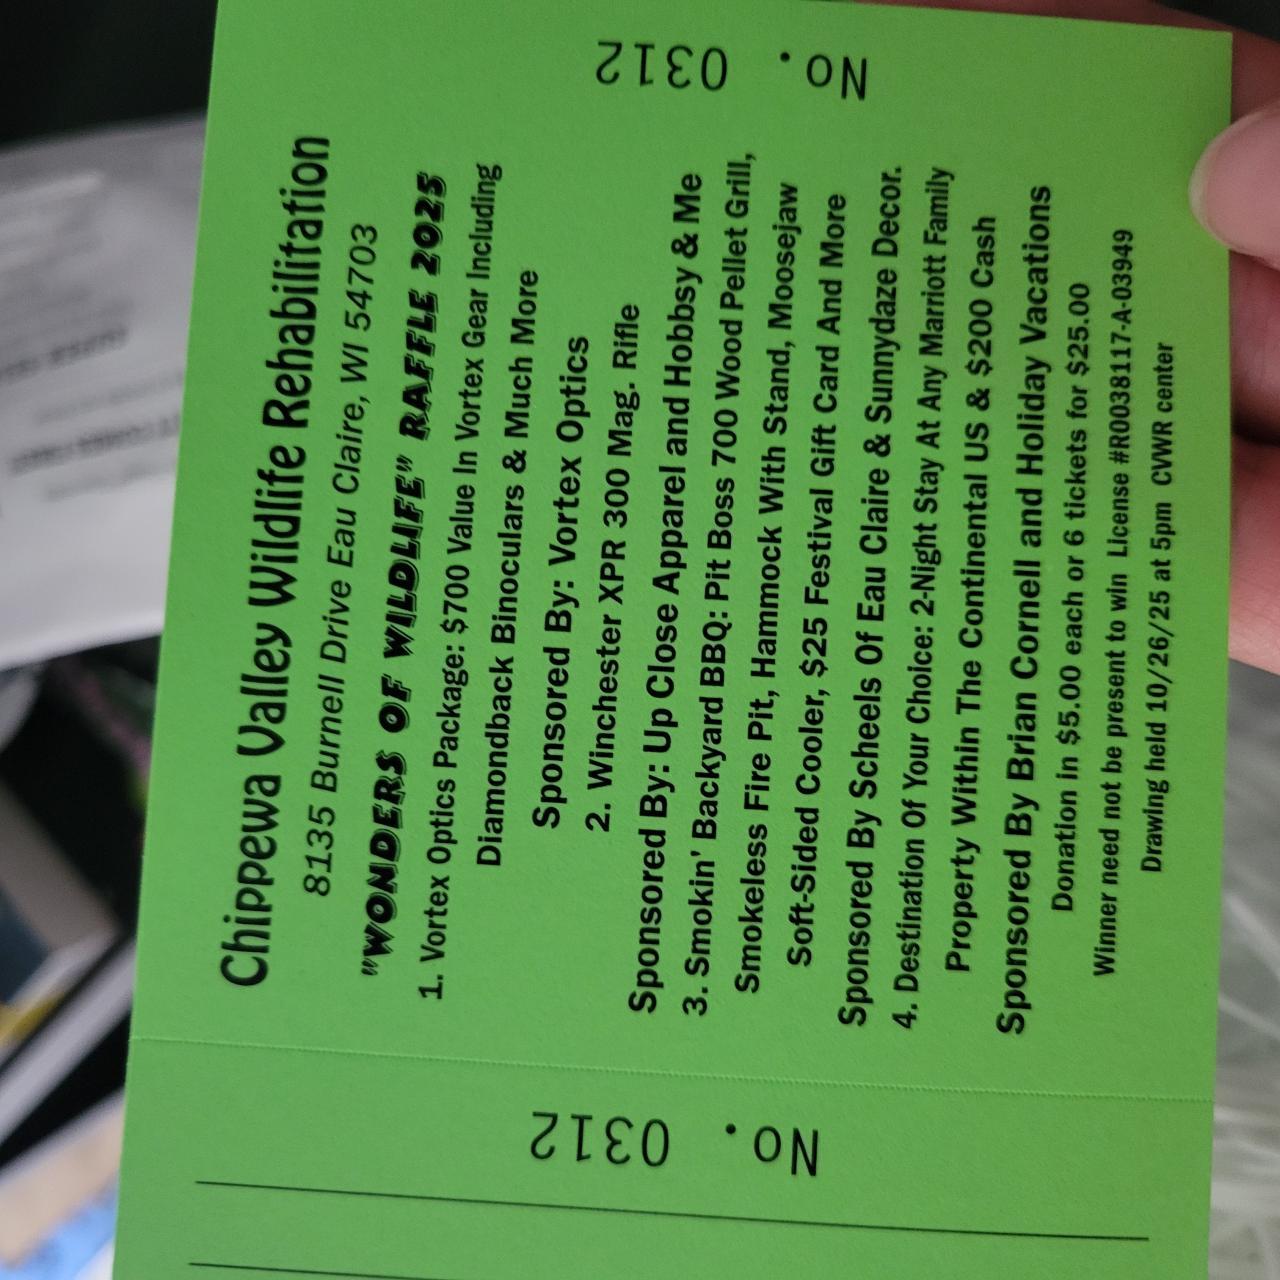 No. 0312
Chippewa Valley Wildlife Rehabilitation
8135 Burnell Drive Eau Claire, WI 54703
"WONDERS OF WILDLIFE" RAFFLE 2025
1. Vortex Optics Package: $700 Value In Vortex Gear Including
Diamondback Binoculars & Much More
Sponsored By: Vortex Optics
2. Winchester XPR 300 Mag. Rifle
Sponsored By: Up Close Apparel and Hobbsy & Me
3. Smokin' Backyard BBQ: Pit Boss 700 Wood Pellet Grill,
Smokeless Fire Pit, Hammock With Stand, Moosejaw
Soft-Sided Cooler, $25 Festival Gift Card And More
Sponsored By Scheels Of Eau Claire & Sunnydaze Decor.
4. Destination Of Your Choice: 2-Night Stay At Any Marriott Family
Property Within The Continental US & $200 Cash
Sponsored By Brian Cornell and Holiday Vacations
Donation in $5.00 each or 6 tickets for $25.00
Winner need not be present to win License #R0038117-A-03949
Drawing held 10/26/25 at 5pm CVWR center
No. 0312